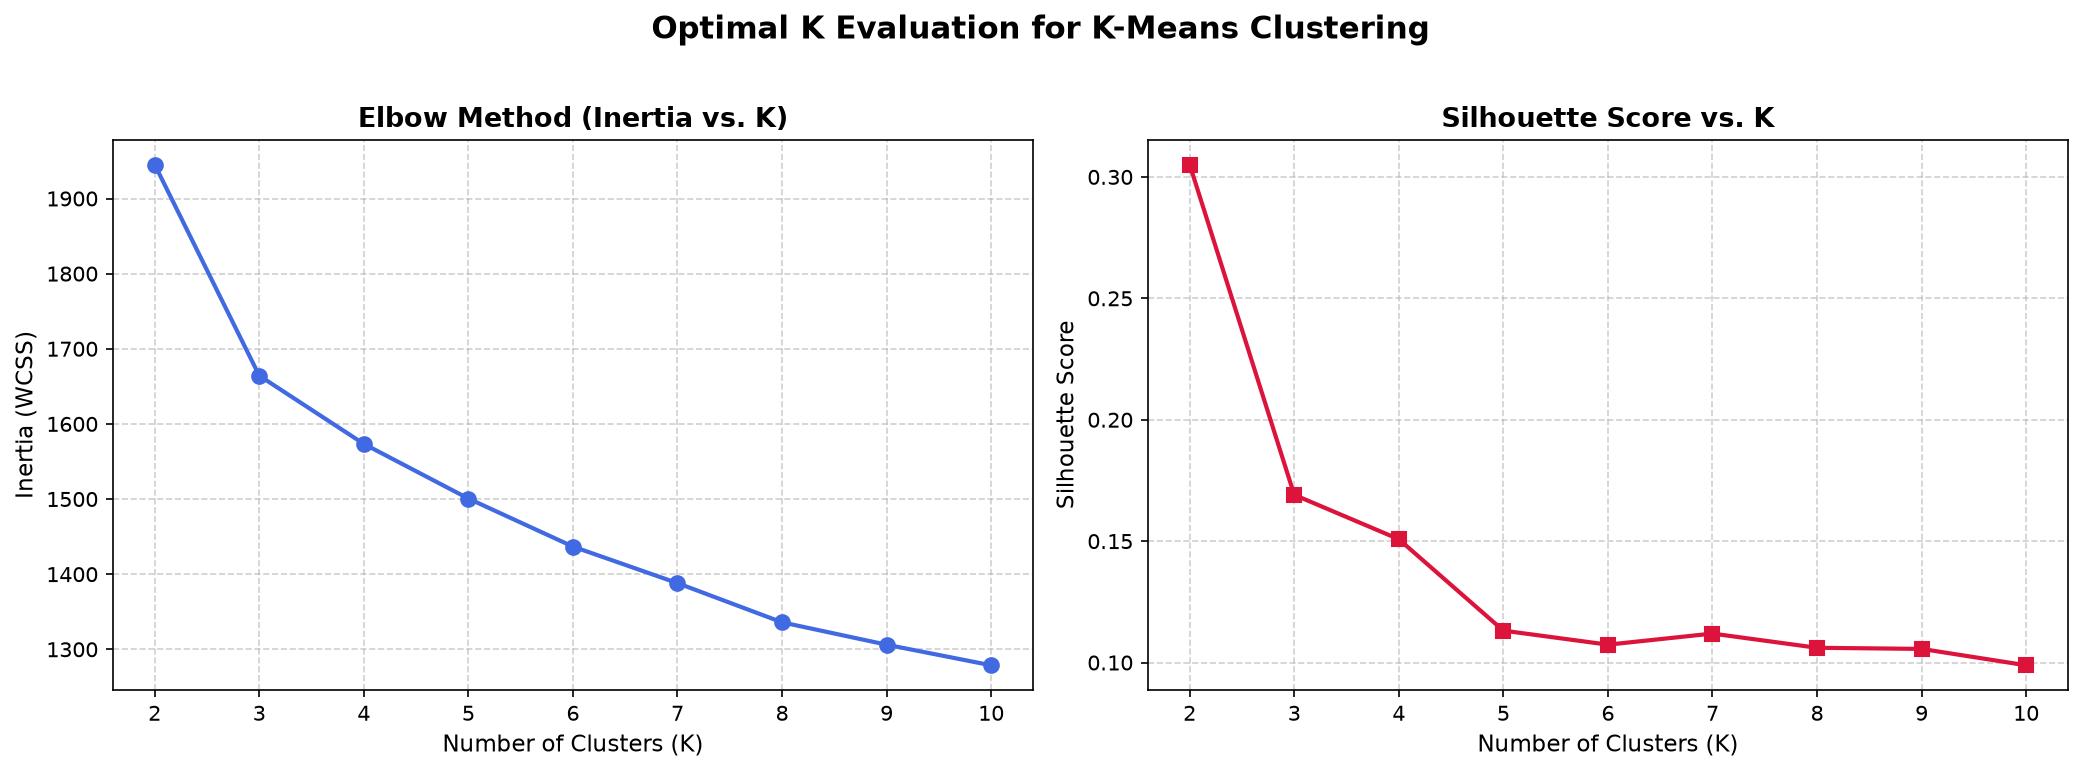 Optimal K Evaluation for K-Means Clustering
Elbow Method (Inertia vs. K)
Inertia (WCSS)
1900
1800
1700
1600
1500
1400
1300
2 3 4 5 6 7 8 9 10
Number of Clusters (K)
Silhouette Score vs. K
Silhouette Score
0.30
0.25
0.20
0.15
0.10
2 3 4 5 6 7 8 9 10
Number of Clusters (K)